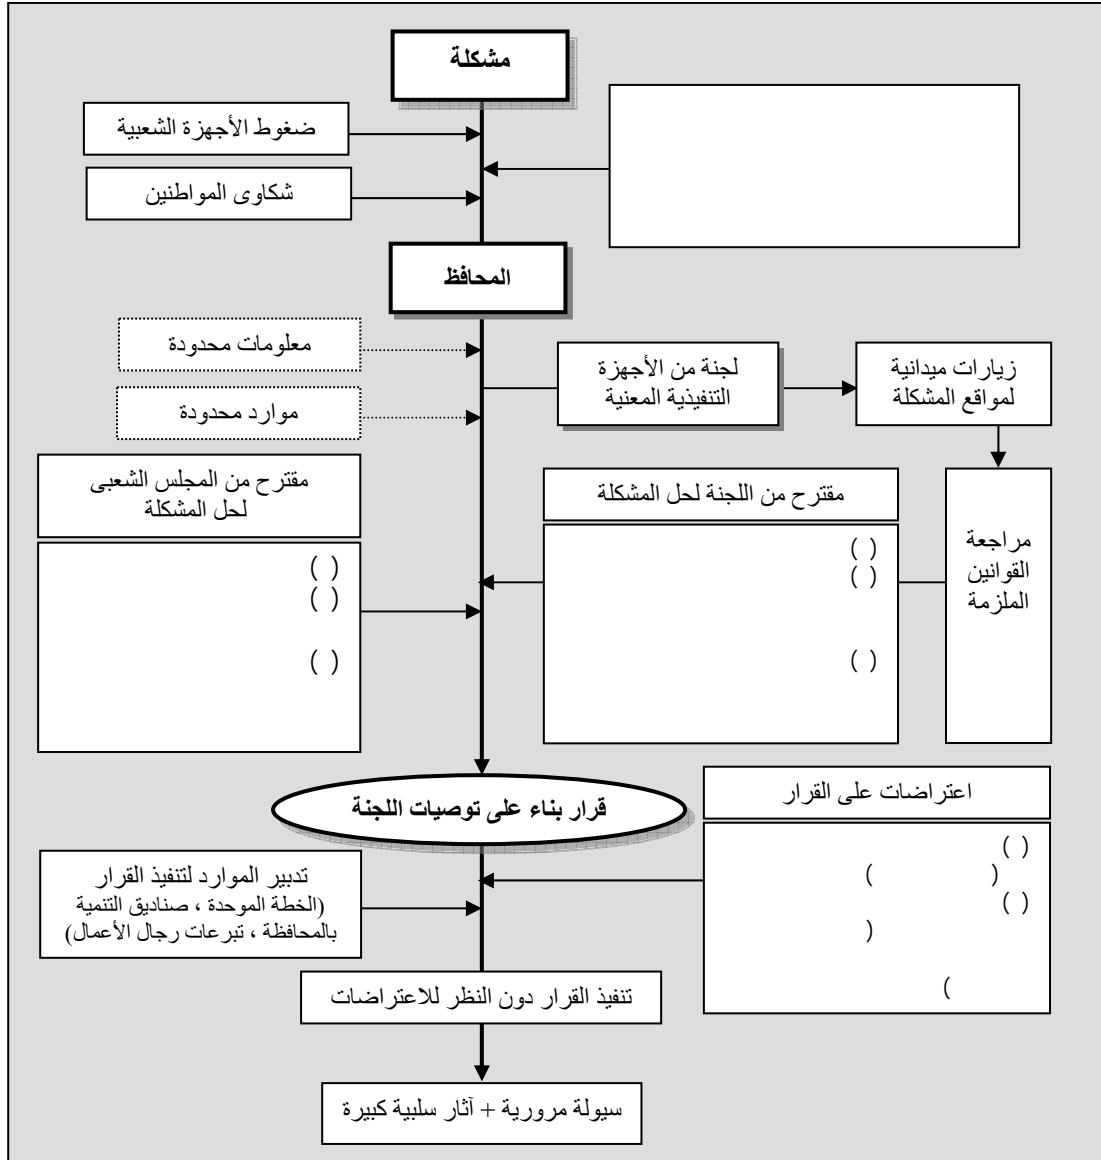 مشكلة
ضغوط الأجهزة الشعبية
شكاوى المواطنين
المحافظ
معلومات محدودة
موارد محدودة
لجنة من الأجهزة
التنفيذية المعنية
زيارات ميدانية
لمواقع المشكلة
مراجعة
القوانين
الملزمة
مقترح من اللجنة لحل المشكلة
( )
( )
( )
مقترح من المجلس الشعبى
لحل المشكلة
( )
( )
( )
قرار بناء على توصيات اللجنة
اعتراضات على القرار
( )
( )
( )
(
)
تدبير الموارد لتنفيذ القرار
(الخطة الموحدة ، صناديق التنمية
بالمحافظة ، تبرعات رجال الأعمال)
تنفيذ القرار دون النظر للاعتراضات
سيولة مرورية + آثار سلبية كبيرة